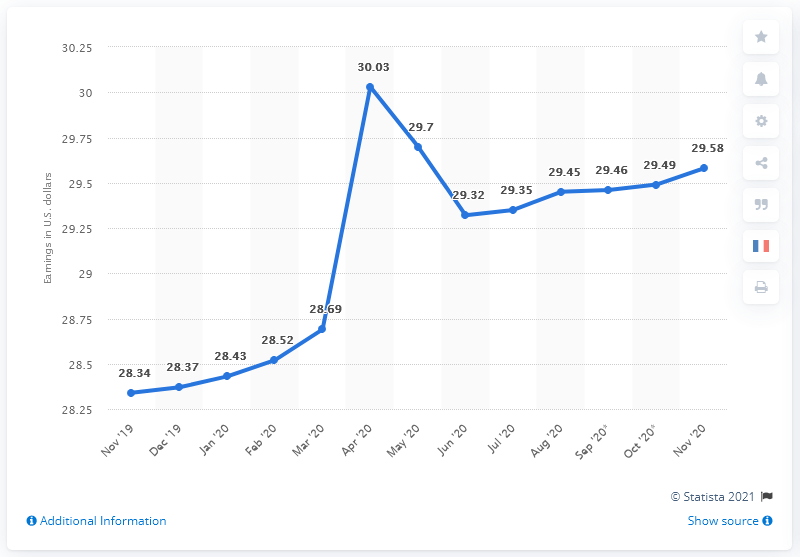 30.25
30
29.75
29.5
29.25
29
28.75
28.5
28.25
Earnings in U.S. dollars
28.34
28.37
28.43
28.52
28.69
30.03
29.7
29.32
29.35
29.45
29.46
29.49
29.58
Nov '19
Dec '19
Jan '20
Feb '20
Mar '20
Apr '20
May '20
Jun '20
Jul '20
Aug '20
Sep '20*
Oct '20*
Nov '20
© Statista 2021
Additional Information
Show source